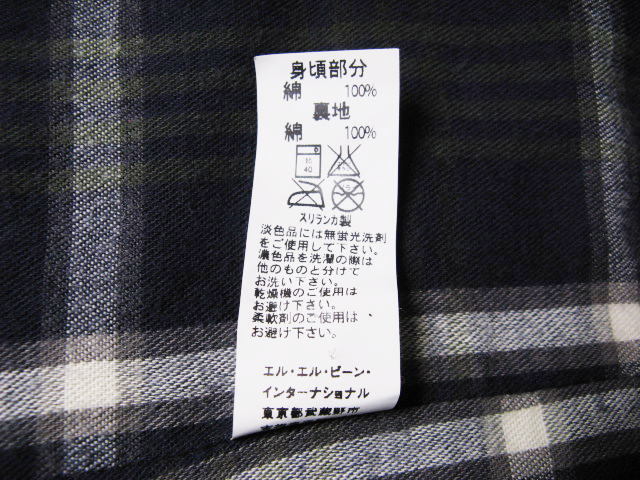 身頃部分
綿 100%
裏地
綿 100%
40
スリランカ製
淡色品には無蛍光洗剤
をご使用して下さい。
濃色品を洗濯の際は
他のものと分けて
お洗い下さい。
乾燥機のご使用は
お避け下さい。
柔軟剤のご使用は、
お避け下さい。
エル・エル・ビーン・
インターナショナル
東京都武蔵野市